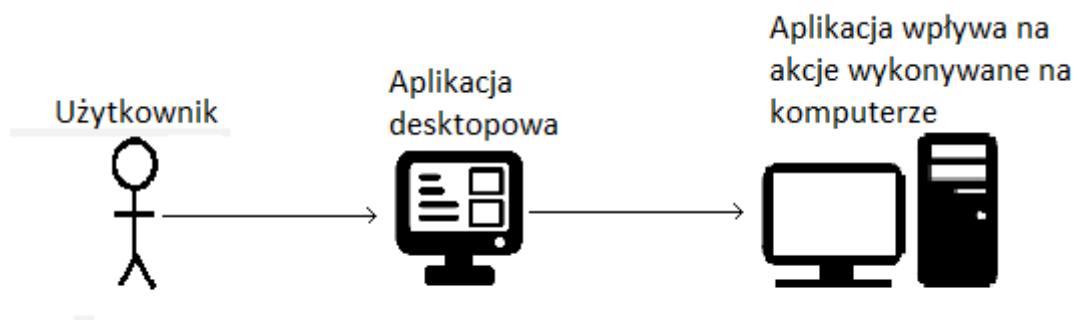 Użytkownik
Aplikacja
desktopowa
Aplikacja wpływa na
akcje wykonywane na
komputerze